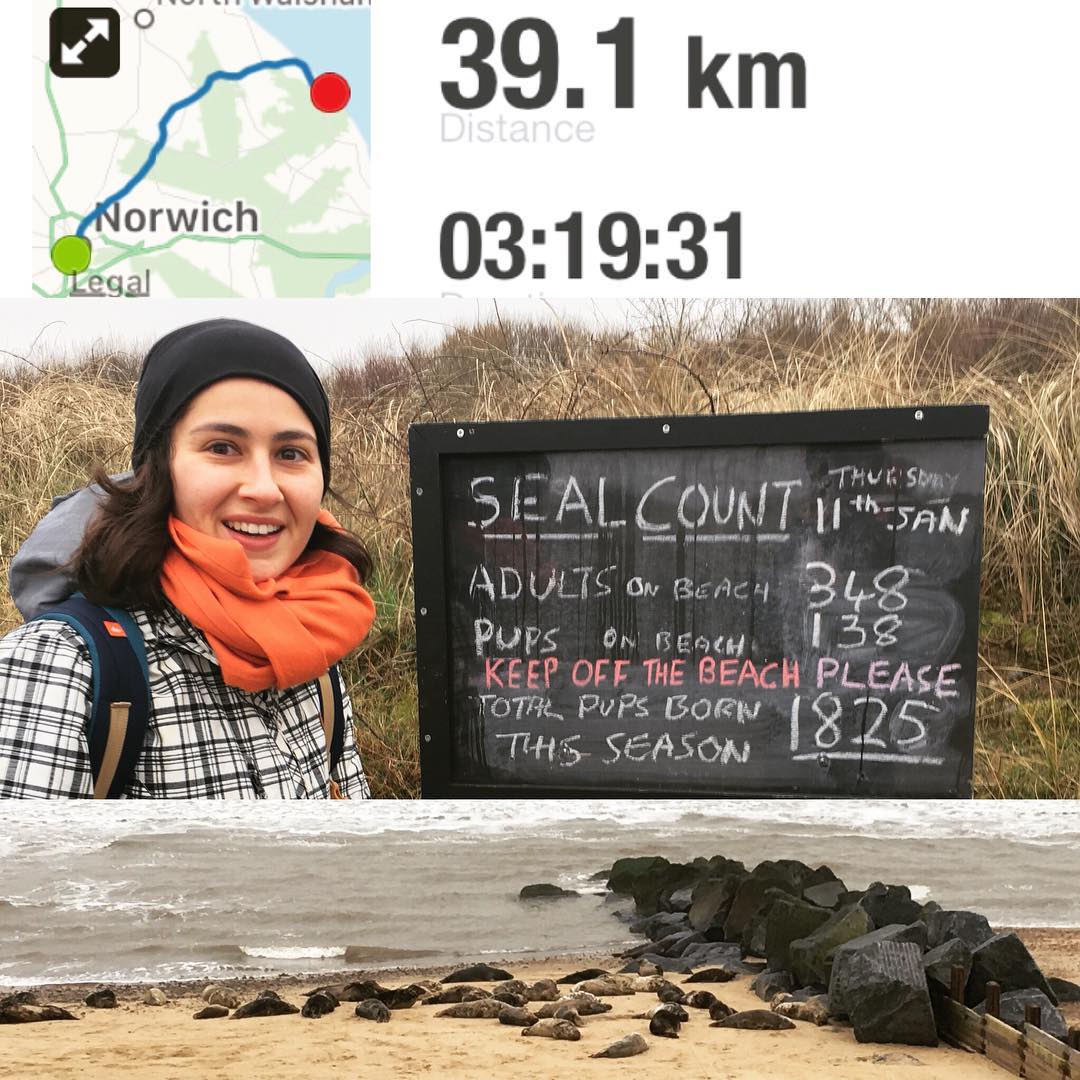 North Walsham
39.1 km
Distance
03:19:31
Norwich
Legal
SEAL COUNT THURSDAY
11th JAN
ADULTS ON BEACH 348
PUPS ON BEACH 138
KEEP OFF THE BEACH PLEASE
TOTAL PUPS BORN 1825
THIS SEASON